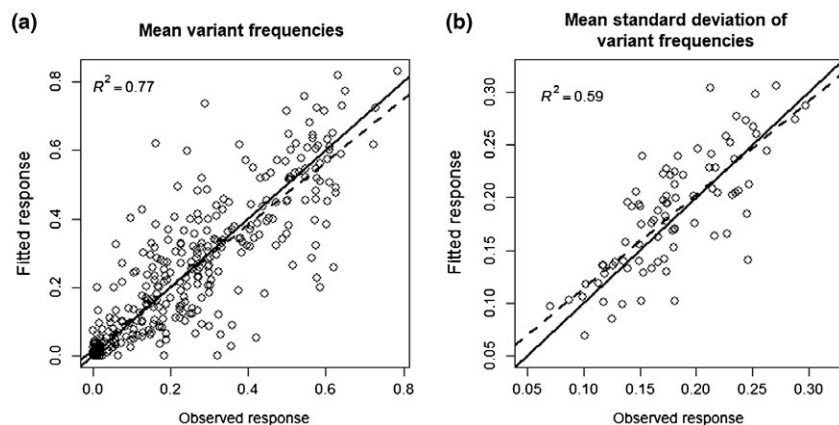 (a)
Mean variant frequencies
R² = 0.77
Fitted response
0.8
0.6
0.4
0.2
0.0
0.0 0.2 0.4 0.6 0.8
Observed response
(b)
Mean standard deviation of
variant frequencies
R² = 0.59
Fitted response
0.30
0.25
0.20
0.15
0.10
0.05
0.05 0.10 0.15 0.20 0.25 0.30
Observed response